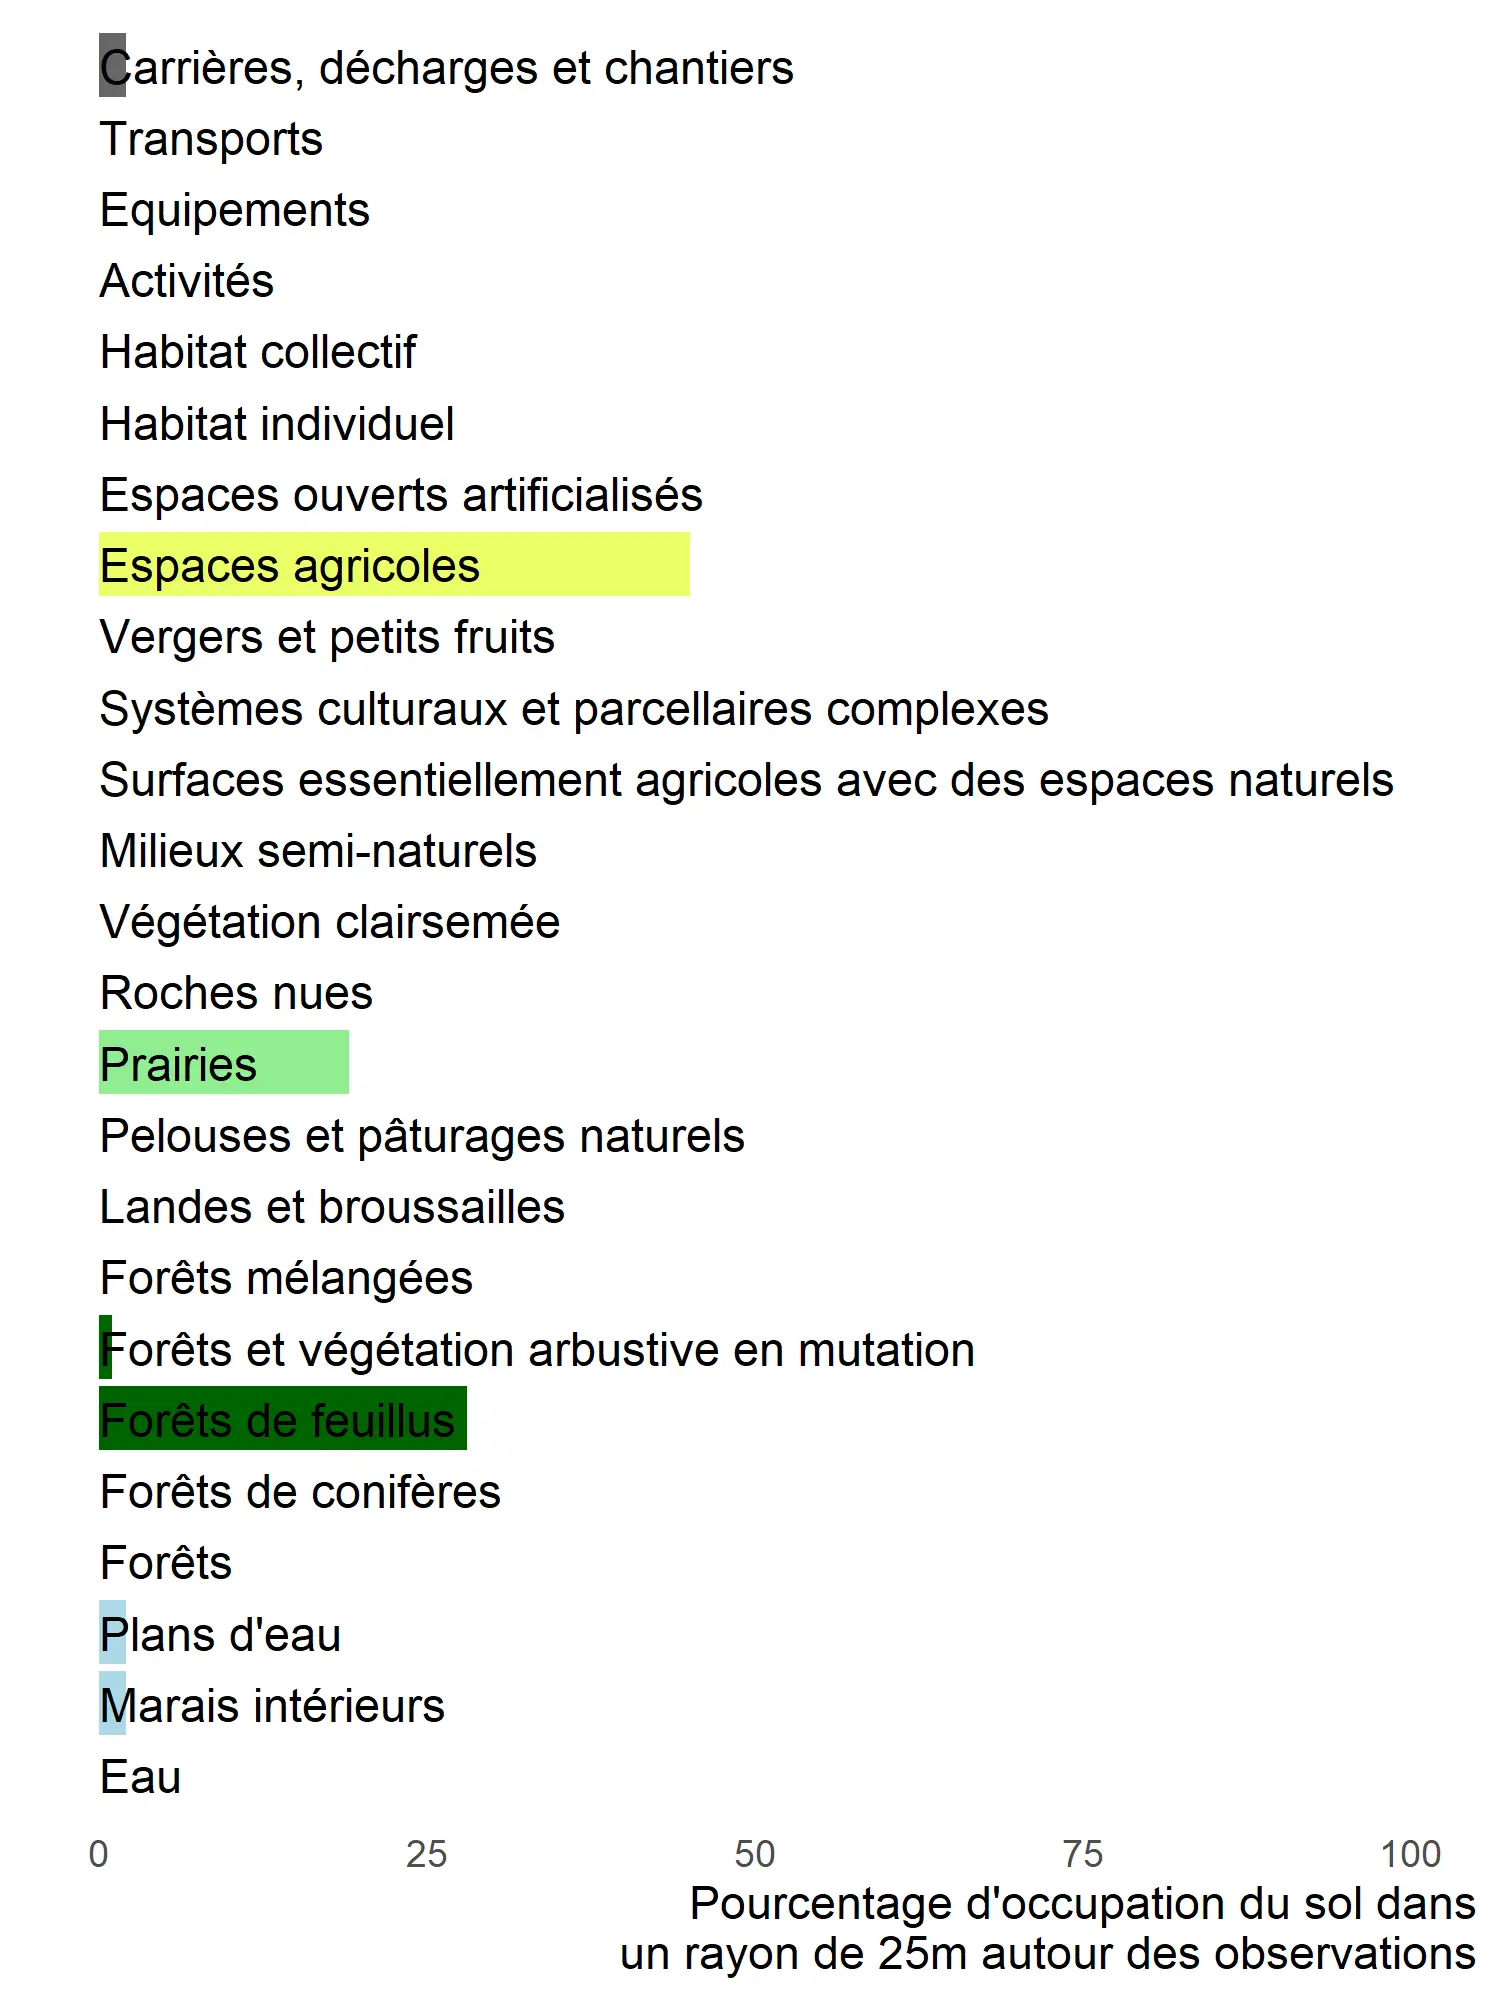 Carrières, décharges et chantiers
Transports
Equipements
Activités
Habitat collectif
Habitat individuel
Espaces ouverts artificialisés
Espaces agricoles
Vergers et petits fruits
Systèmes culturaux et parcellaires complexes
Surfaces essentiellement agricoles avec des espaces naturels
Milieux semi-naturels
Végétation clairsemée
Roches nues
Prairies
Pelouses et pâturages naturels
Landes et broussailles
Forêts mélangées
Forêts et végétation arbustive en mutation
Forêts de feuillus
Forêts de conifères
Forêts
Plans d'eau
Marais intérieurs
Eau
0 25 50 75 100
Pourcentage d'occupation du sol dans
un rayon de 25m autour des observations